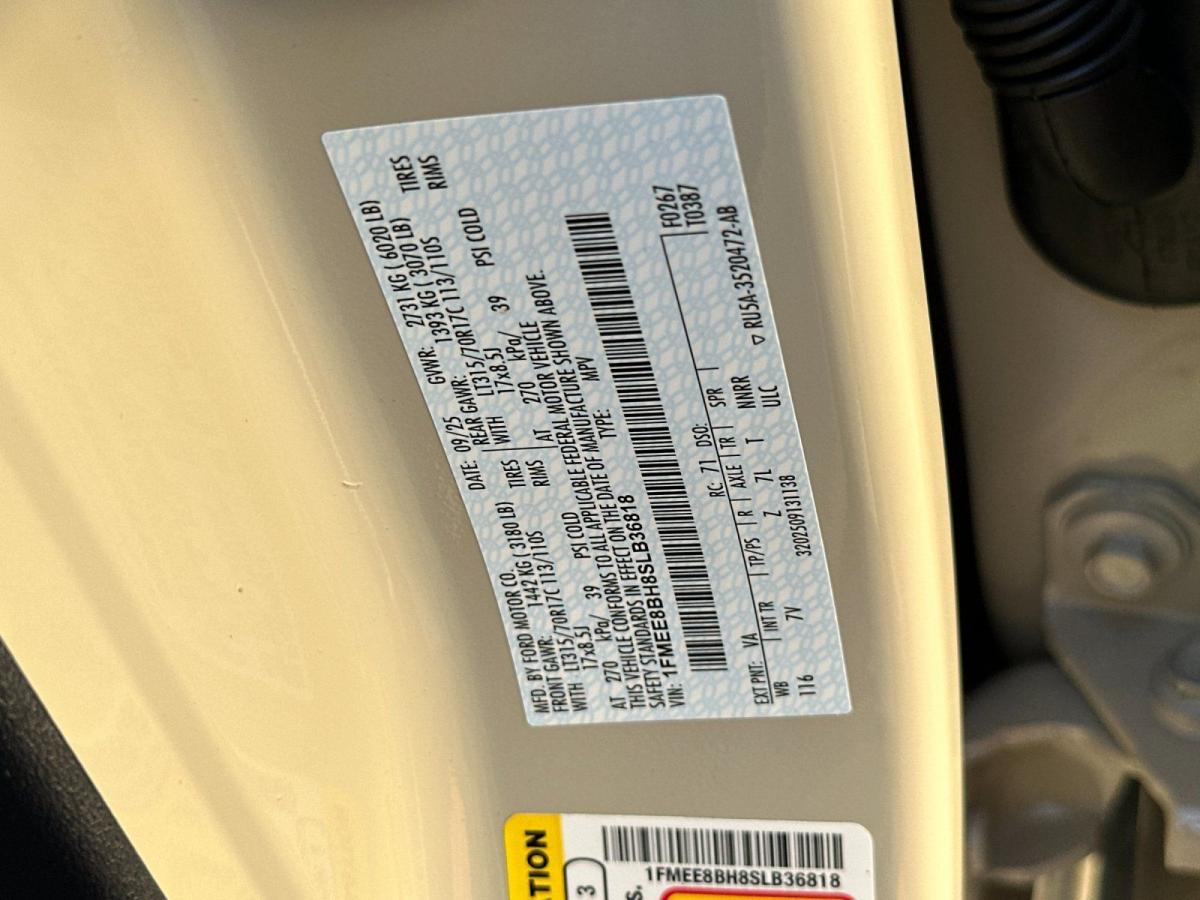 MFD. BY FORD MOTOR CO.
DATE: 09/25 GVWR: 2731 KG ( 6020 LB)
FRONT GAWR: 1442 KG ( 3180 LB) REAR GAWR: 1393 KG ( 3070 LB)
WITH LT315/70R17C 113/110S TIRES WITH LT315/70R17C 113/110S TIRES
17x8.5J RIMS 17x8.5J RIMS
AT 270 kPa/ 39 PSI COLD AT 270 kPa/ 39 PSI COLD
THIS VEHICLE CONFORMS TO ALL APPLICABLE FEDERAL MOTOR VEHICLE
SAFETY STANDARDS IN EFFECT ON THE DATE OF MANUFACTURE SHOWN ABOVE.
VIN: 1FMEE8BH8SLB36818 TYPE: MPV
F0267
T0387
EXT PNT: VA RC: 71 DSO:
WB INT TR TP/PS R AXLE TR SPR
116 7V Z 7L T NNRR
ULC
▽ RU5A-3520472-AB
320250913 1138
1FMEE8BH8SLB36818
TION
3
S.